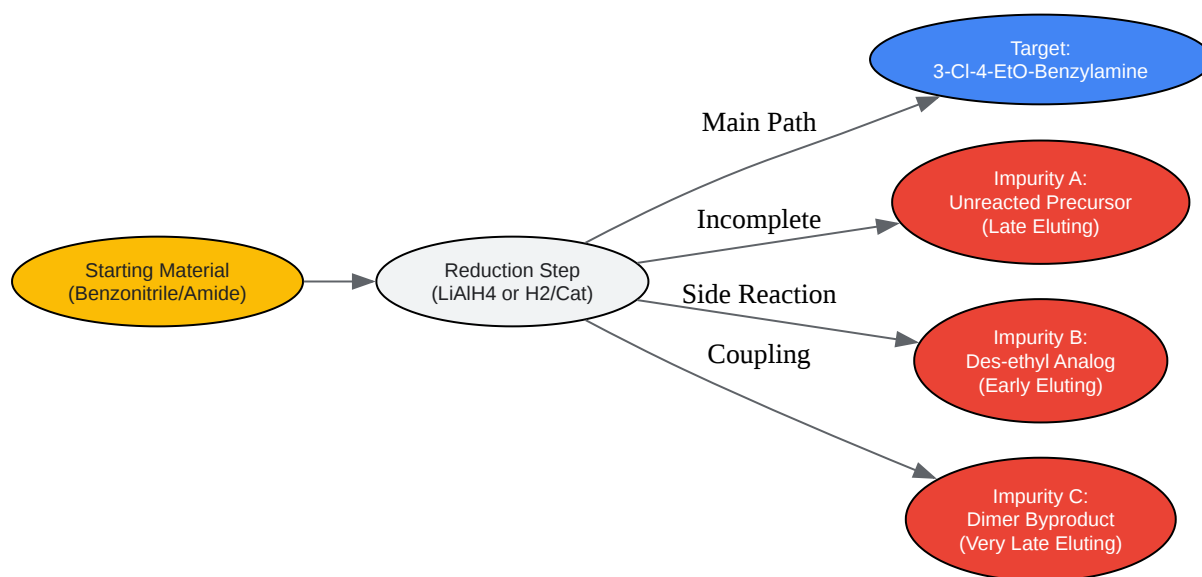 Starting Material
(Benzonitrile/Amide)
Reduction Step
(LiAlH4 or H2/Cat)
Main Path
Incomplete
Side Reaction
Coupling
Target:
3-Cl-4-EtO-Benzylamine
Impurity A:
Unreacted Precursor
(Late Eluting)
Impurity B:
Des-ethyl Analog
(Early Eluting)
Impurity C:
Dimer Byproduct
(Very Late Eluting)